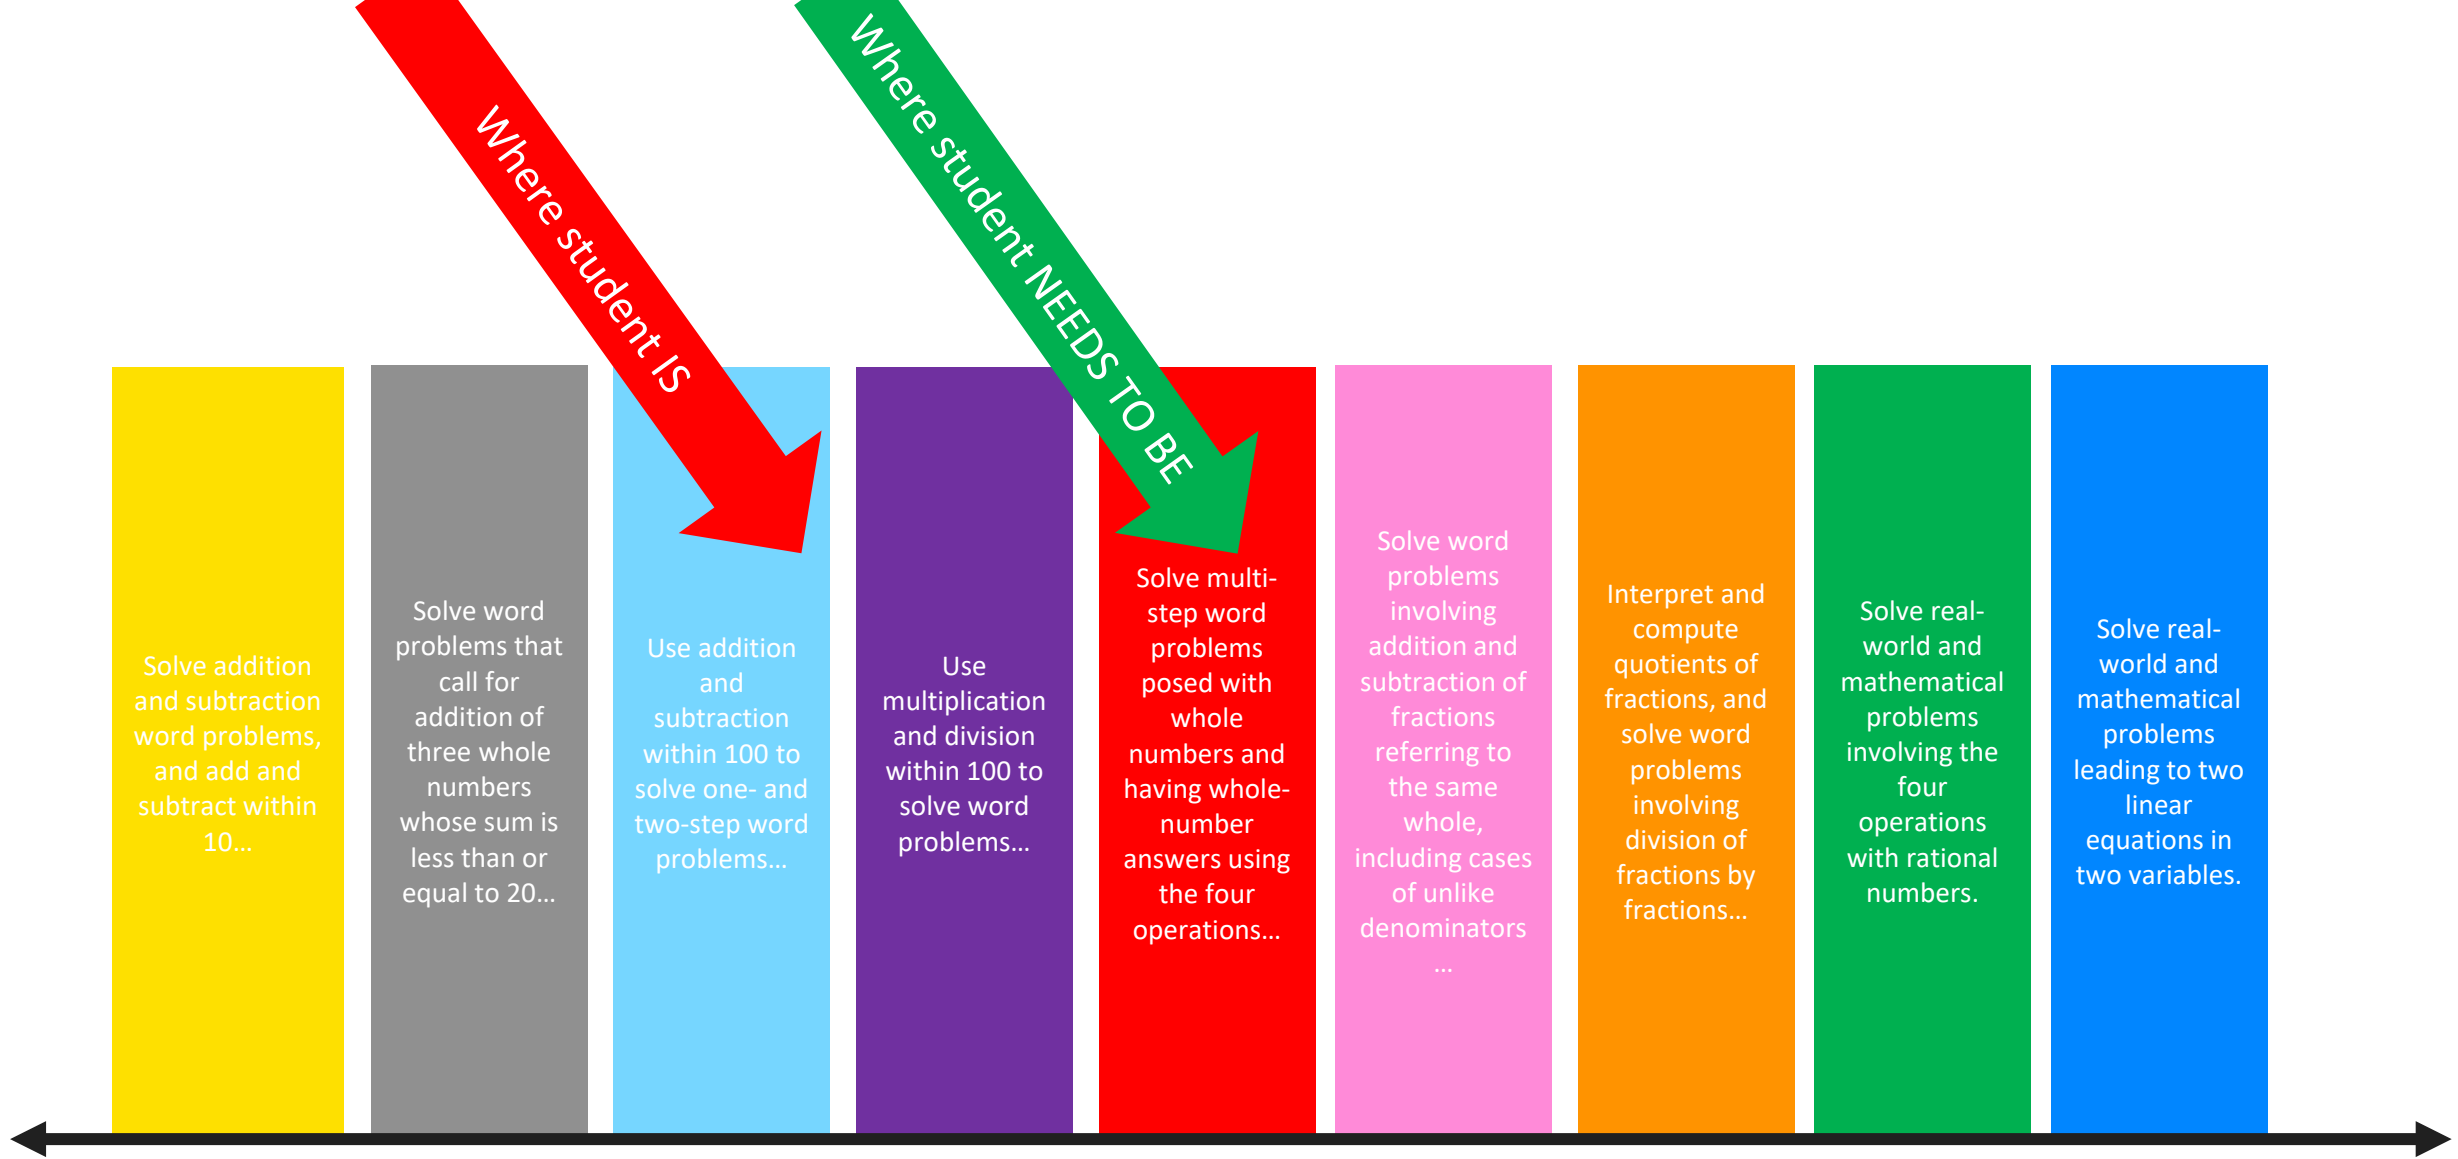 Where student IS
Where student NEEDS TO BE
Solve addition
and subtraction
word problems,
and add and
subtract within
10...
Solve word
problems that
call for
addition of
three whole
numbers
whose sum is
less than or
equal to 20...
Use addition
and
subtraction
within 100 to
solve one- and
two-step word
problems...
Use
multiplication
and division
within 100 to
solve word
problems...
Solve multi-
step word
problems
posed with
whole
numbers and
having whole-
number
answers using
the four
operations...
Solve word
problems
involving
addition and
subtraction of
fractions
referring to
the same
whole,
including cases
of unlike
denominators
...
Interpret and
compute
quotients of
fractions, and
solve word
problems
involving
division of
fractions by
fractions...
Solve real-
world and
mathematical
problems
involving the
four
operations
with rational
numbers.
Solve real-
world and
mathematical
problems
leading to two
linear
equations in
two variables.